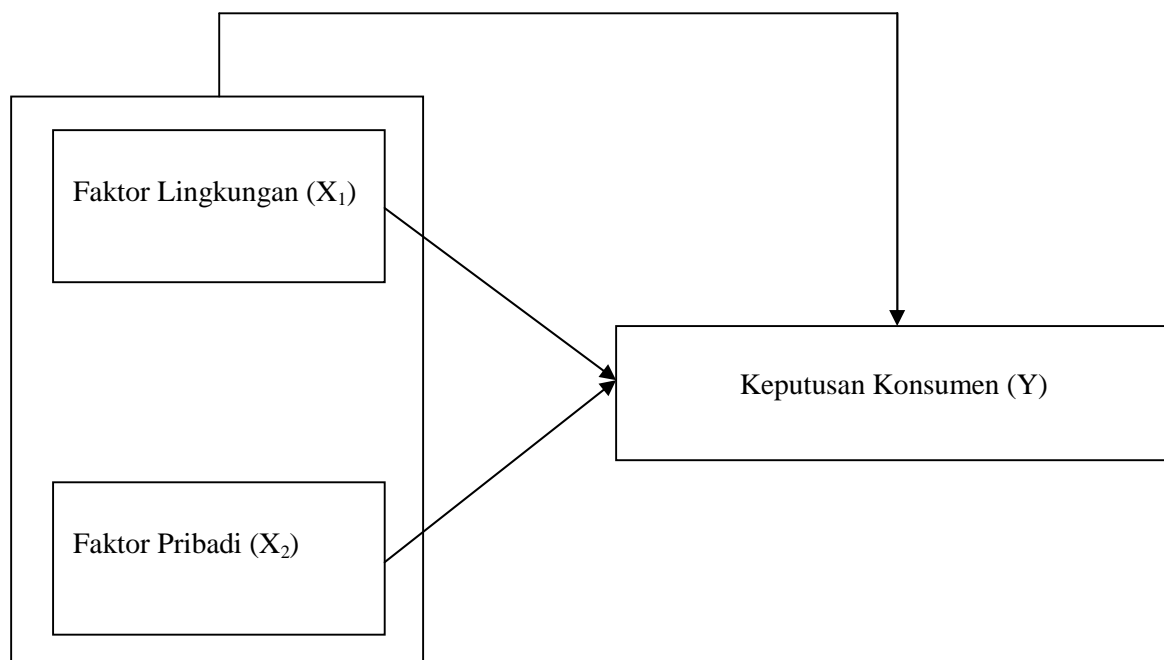 Faktor Lingkungan (X₁)
Keputusan Konsumen (Y)
Faktor Pribadi (X₂)